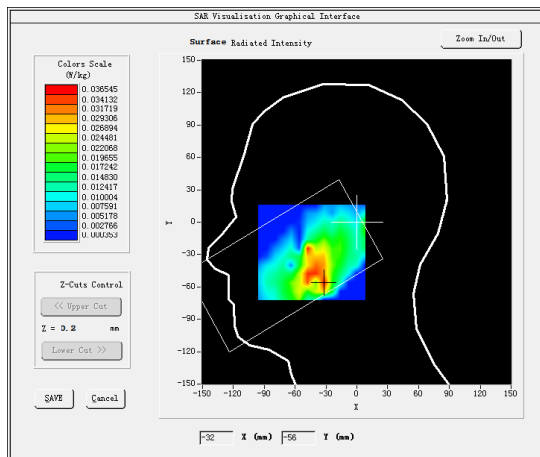 SAR Visualisation Graphical Interface
Surface Radiated Intensity
Zoom In/Out
Colors Scale
(W/kg)
0.036545
0.034132
0.031719
0.029306
0.026894
0.024481
0.022068
0.019655
0.017242
0.014830
0.012417
0.010004
0.007591
0.005178
0.002766
0.000353
Z-Cuts Control
<< Upper Cut
Z = 0.2 mm
Lower Cut >>
SAVE
Cancel
150
120
90
60
30
0
-30
-60
-90
-120
-150
Y
-150 -120 -90 -60 -30 0 30 60 90 120 150
X
-32 X (mm) -56 Y (mm)